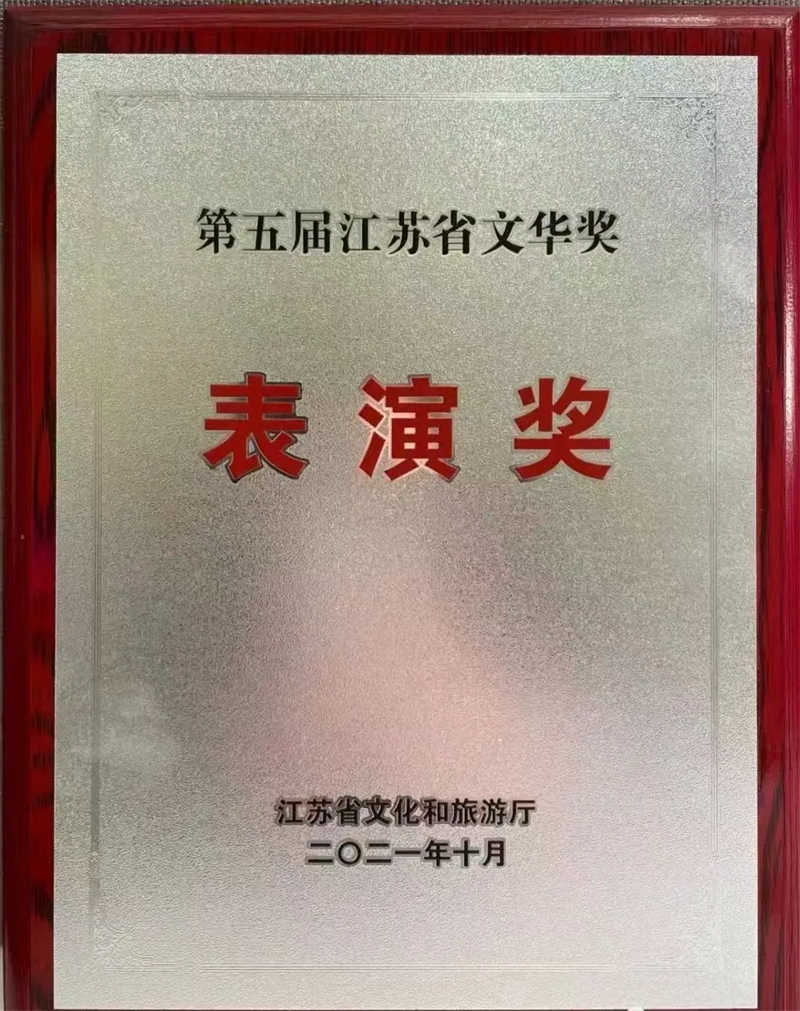 第五届江苏省文华奖
表演奖
江苏省文化和旅游厅
二〇二一年十月